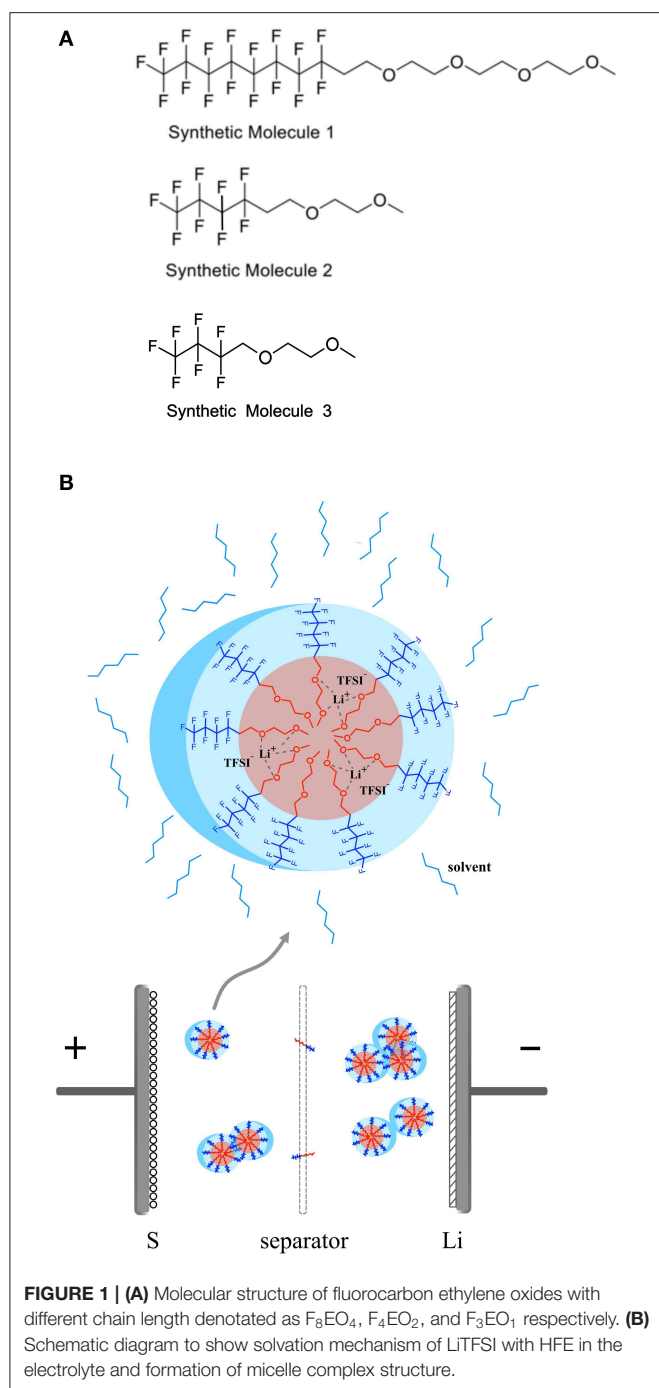 A
F F F F F F F F
F
O O O O
F F F F F F F F
Synthetic Molecule 1
F F F F
F
O O
F F F F
Synthetic Molecule 2
F F F
F
O O
F F F
Synthetic Molecule 3
B
TFSI⁻
Li⁺
TFSI⁻
Li⁺
Li⁺
TFSI⁻
solvent
+
−
S
separator
Li
FIGURE 1 | (A) Molecular structure of fluorocarbon ethylene oxides with
different chain length denotated as F₈EO₄, F₄EO₂, and F₃EO₁ respectively. (B)
Schematic diagram to show solvation mechanism of LiTFSI with HFE in the
electrolyte and formation of micelle complex structure.